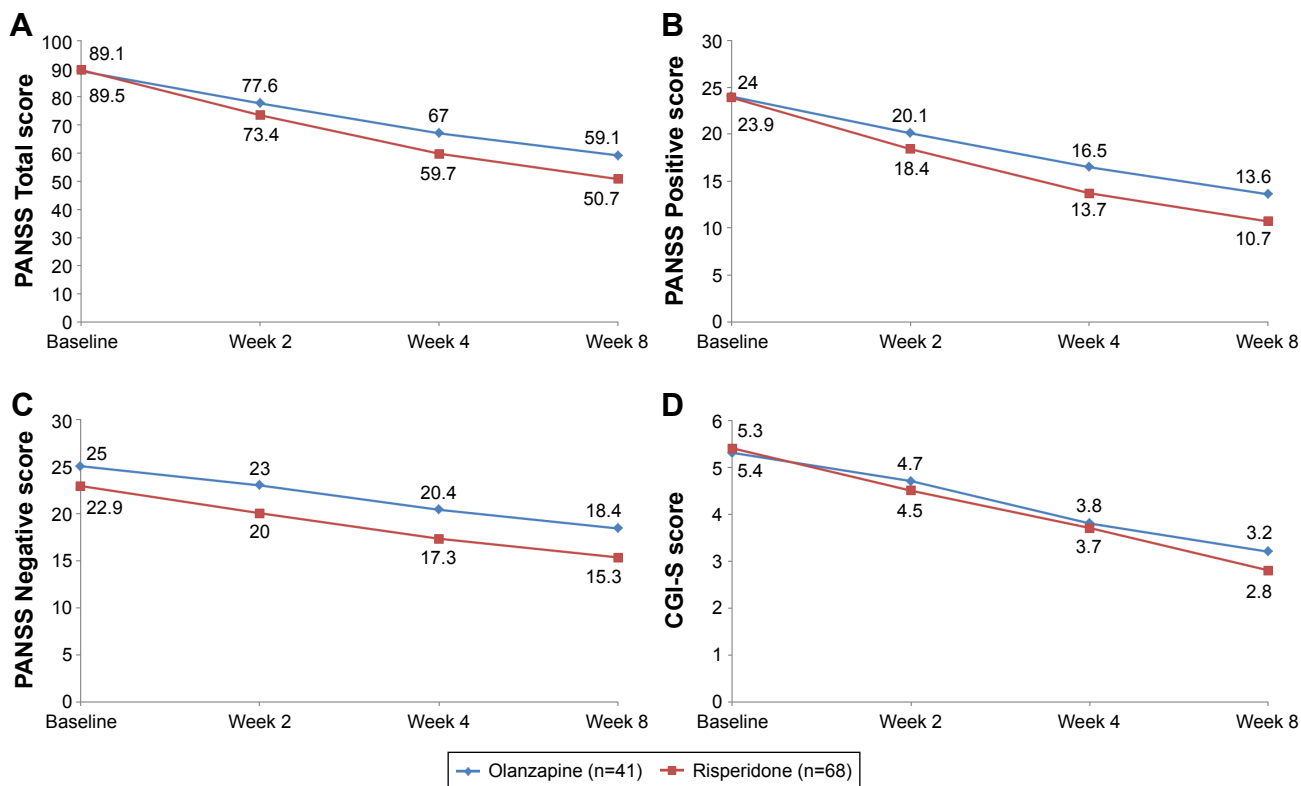 A
PANSS Total score
100
90
80
70
60
50
40
30
20
10
0
89.1
89.5
77.6
73.4
67
59.7
59.1
50.7
Baseline
Week 2
Week 4
Week 8
B
PANSS Positive score
30
25
20
15
10
5
0
24
23.9
20.1
18.4
16.5
13.7
13.6
10.7
Baseline
Week 2
Week 4
Week 8
C
PANSS Negative score
30
25
20
15
10
5
0
25
22.9
23
20
20.4
17.3
18.4
15.3
Baseline
Week 2
Week 4
Week 8
D
CGI-S score
6
5
4
3
2
1
0
5.3
5.4
4.7
4.5
3.8
3.7
3.2
2.8
Baseline
Week 2
Week 4
Week 8
Olanzapine (n=41)
Risperidone (n=68)